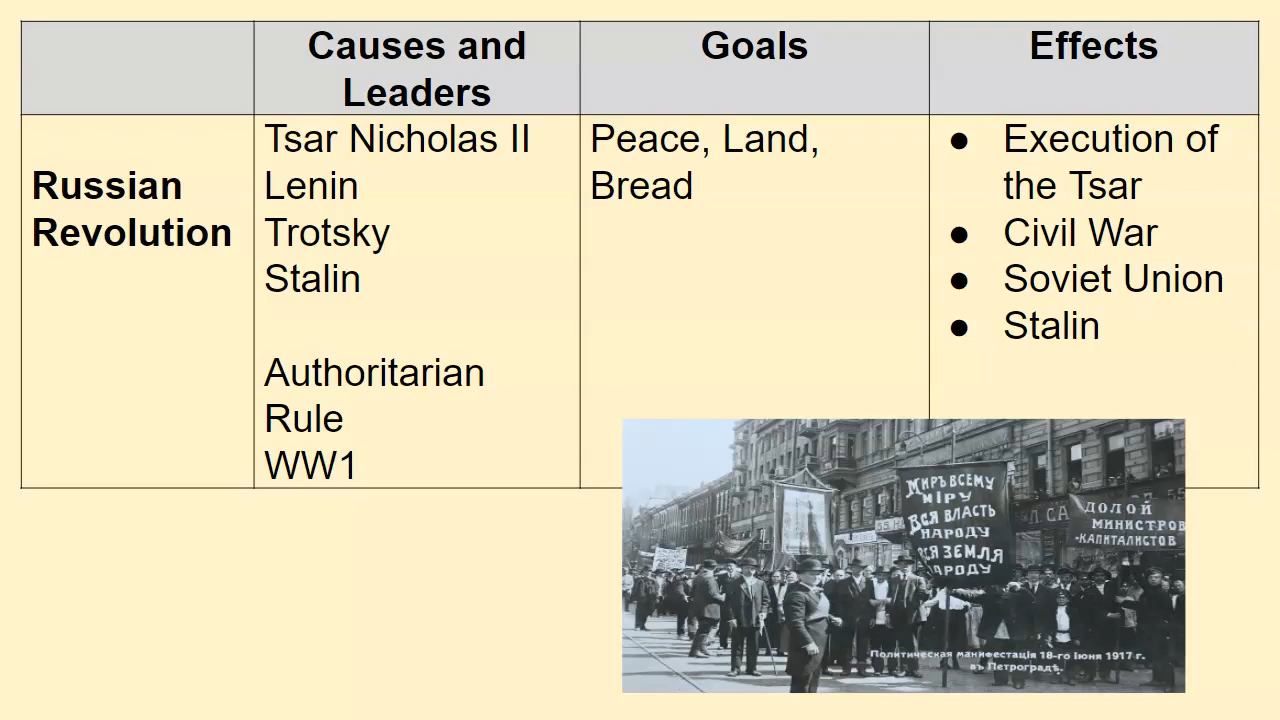 Causes and
Leaders
Goals
Effects
Russian
Revolution
Tsar Nicholas II
Lenin
Trotsky
Stalin
Authoritarian
Rule
WW1
Peace, Land,
Bread
● Execution of
the Tsar
● Civil War
● Soviet Union
● Stalin
Миръ всему
міру
Вся власть
народу
вся земля
народу
долой
министров
-капиталистов
Политическая манифестація 18-го Іюня 1917 г.
въ Петроградѣ.